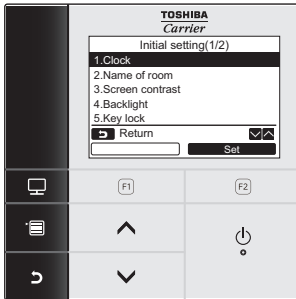 TOSHIBA
Carrier
Initial setting(1/2)
1.Clock
2.Name of room
3.Screen contrast
4.Backlight
5.Key lock
Return
Set
F1 F2